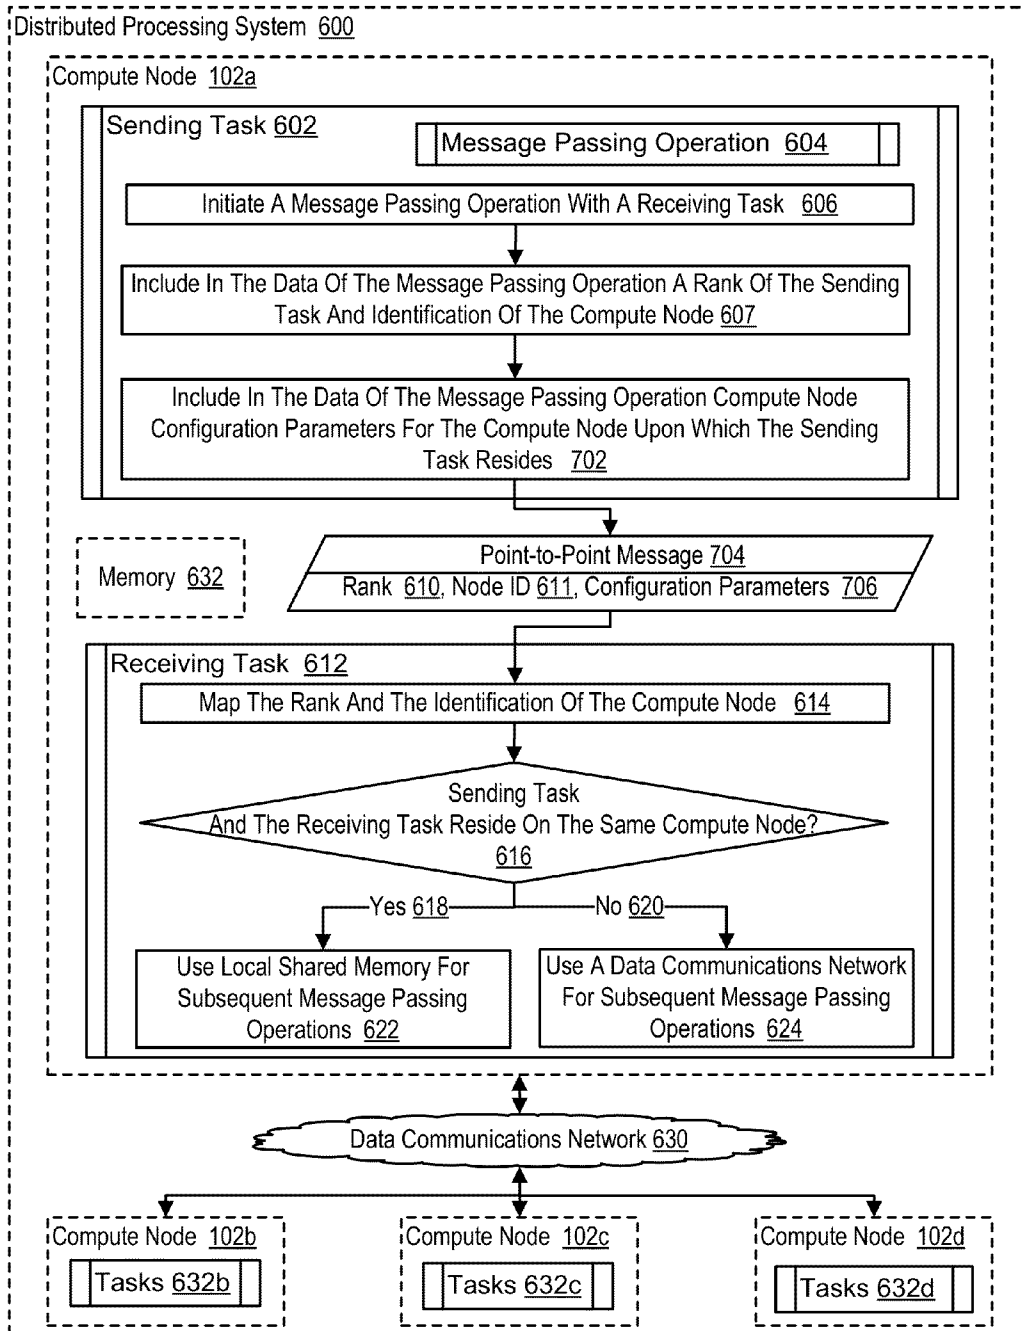 Distributed Processing System 600
Compute Node 102a
Sending Task 602
Message Passing Operation 604
Initiate A Message Passing Operation With A Receiving Task 606
Include In The Data Of The Message Passing Operation A Rank Of The Sending
Task And Identification Of The Compute Node 607
Include In The Data Of The Message Passing Operation Compute Node
Configuration Parameters For The Compute Node Upon Which The Sending
Task Resides 702
Memory 632
Point-to-Point Message 704
Rank 610, Node ID 611, Configuration Parameters 706
Receiving Task 612
Map The Rank And The Identification Of The Compute Node 614
Sending Task
And The Receiving Task Reside On The Same Compute Node?
616
Yes 618
No 620
Use Local Shared Memory For
Subsequent Message Passing
Operations 622
Use A Data Communications Network
For Subsequent Message Passing
Operations 624
Data Communications Network 630
Compute Node 102b
Tasks 632b
Compute Node 102c
Tasks 632c
Compute Node 102d
Tasks 632d